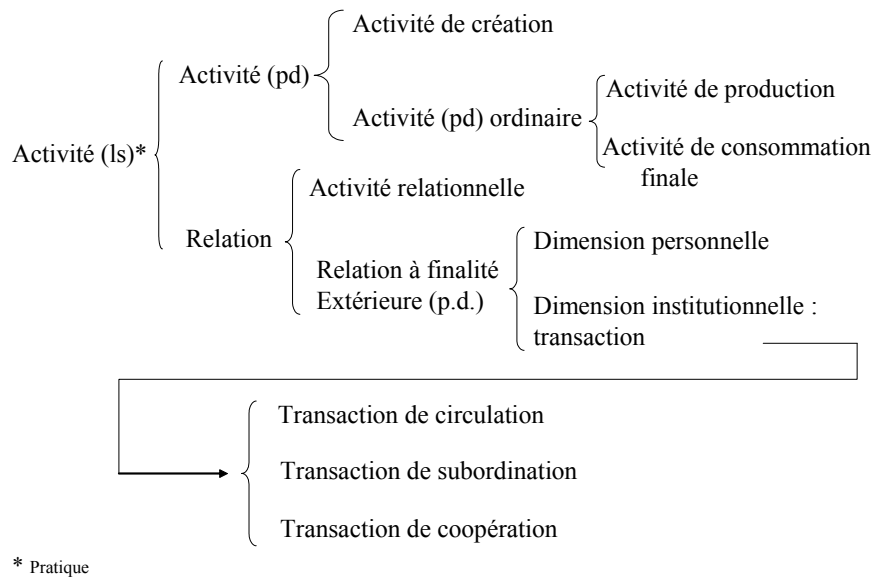 Activité de création
Activité (pd)
Activité de production
Activité (pd) ordinaire
Activité de consommation
finale
Activité (ls)*
Activité relationnelle
Relation
Dimension personnelle
Relation à finalité
Extérieure (p.d.)
Dimension institutionnelle :
transaction
Transaction de circulation
Transaction de subordination
Transaction de coopération
* Pratique